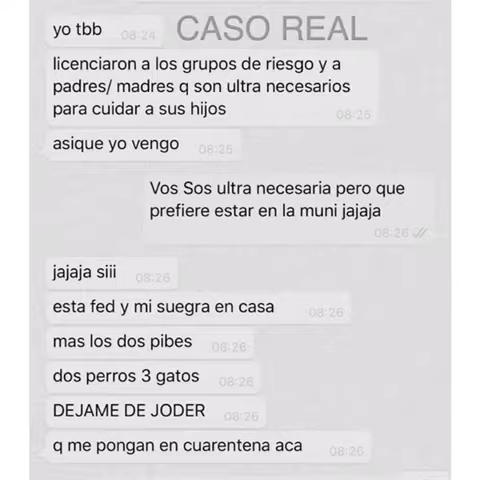 yo tbb 08:24
CASO REAL
licenciaron a los grupos de riesgo y a
padres/ madres q son ultra necesarios
para cuidar a sus hijos 08:25
asique yo vengo 08:25
Vos Sos ultra necesaria pero que
prefiere estar en la muni jajaja
08:26
jajaja siii 08:26
esta fed y mi suegra en casa 08:26
mas los dos pibes 08:26
dos perros 3 gatos 08:26
DEJAME DE JODER 08:26
q me pongan en cuarentena aca 08:26